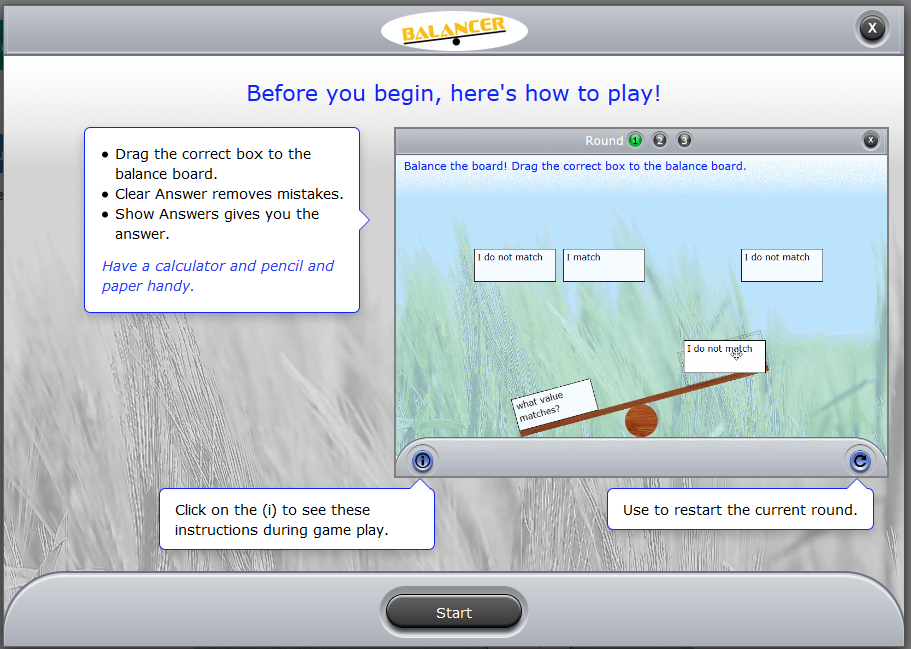 BALANCER
X
Before you begin, here's how to play!
Drag the correct box to the
balance board.
Clear Answer removes mistakes.
Show Answers gives you the
answer.
Have a calculator and pencil and
paper handy.
Round 1 2 3
X
Balance the board! Drag the correct box to the balance board.
I do not match
I match
I do not match
I do not match
what value
matches?
i
Click on the (i) to see these
instructions during game play.
Use to restart the current round.
Start